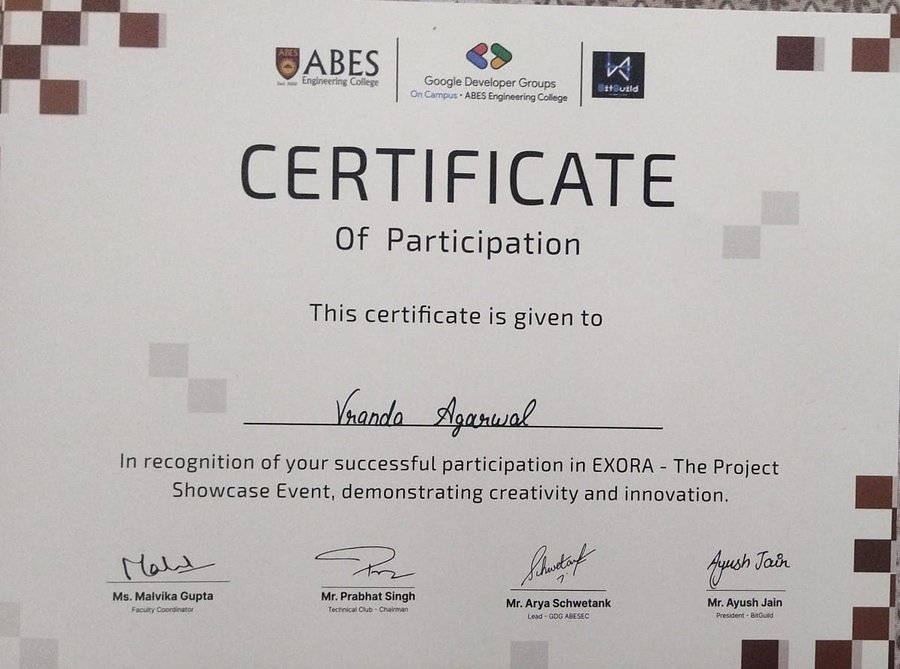 ABES
Engineering College
Google Developer Groups
On Campus • ABES Engineering College
BitGuild
CERTIFICATE
Of Participation
This certificate is given to
Vranda Agarwal
In recognition of your successful participation in EXORA - The Project
Showcase Event, demonstrating creativity and innovation.
Schwetank
Ayush Jain
Ms. Malvika Gupta
Faculty Coordinator
Mr. Prabhat Singh
Technical Club - Chairman
Mr. Arya Schwetank
Lead - GDG ABESEC
Mr. Ayush Jain
President - BitGuild